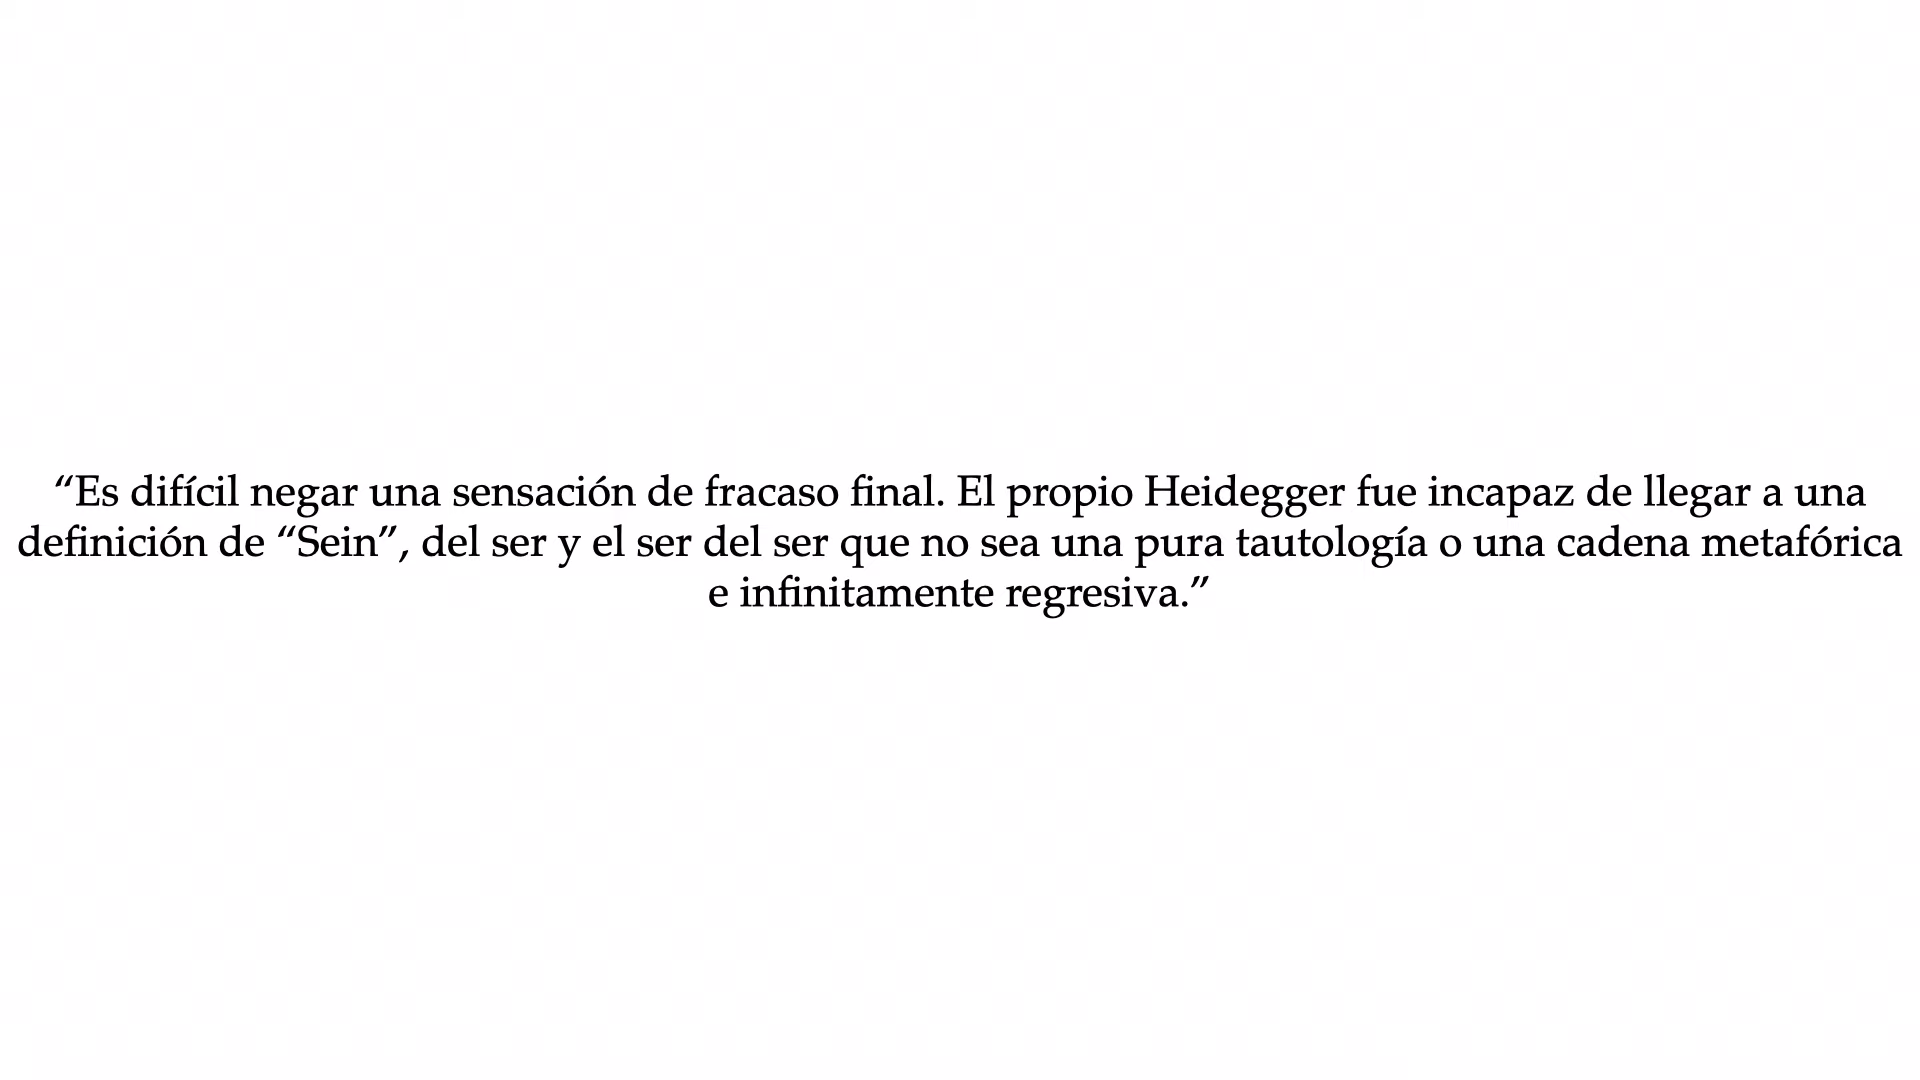 “Es difícil negar una sensación de fracaso final. El propio Heidegger fue incapaz de llegar a una
definición de “Sein”, del ser y el ser del ser que no sea una pura tautología o una cadena metafórica
e infinitamente regresiva.”